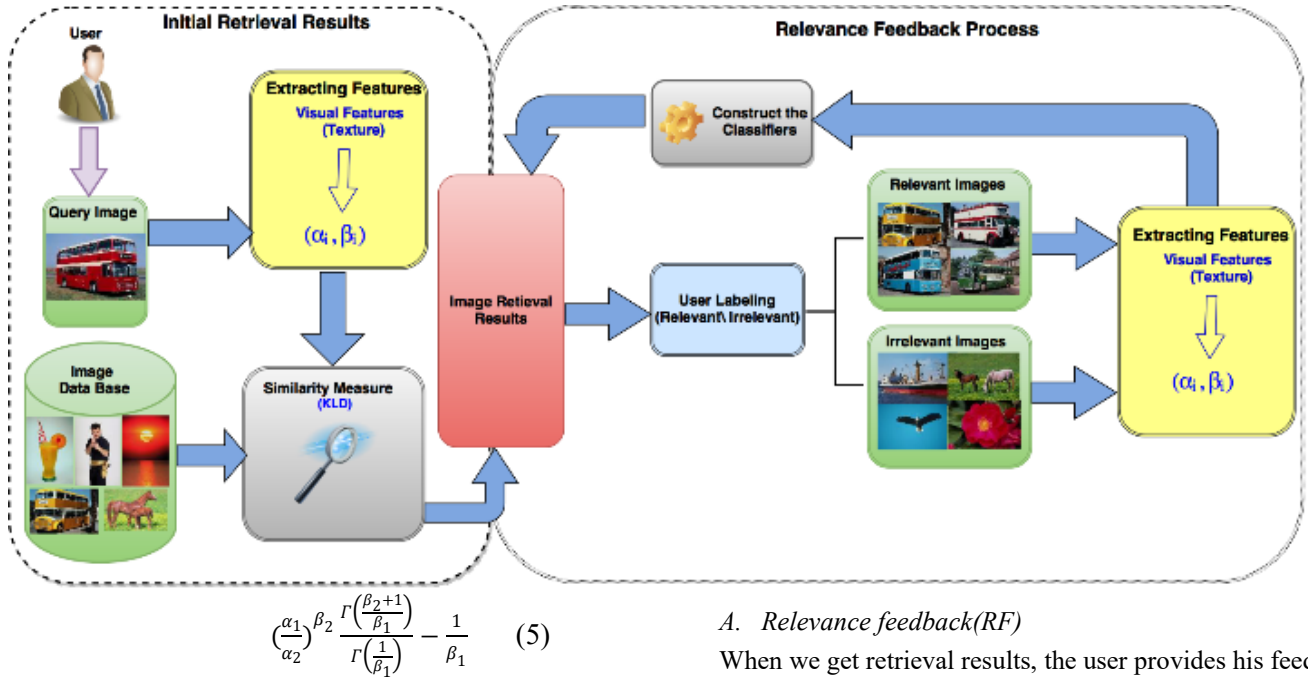 Initial Retrieval Results
User
Query Image
Extracting Features
Visual Features
(Texture)
(αi, βi)
Image
Data Base
Similarity Measure
(KLD)
Relevance Feedback Process
Construct the
Classifiers
Image Retieval
Results
User Labeling
(Relevant\ Irrelevant)
Relevant Images
Irrelevant Images
Extracting Features
Visual Features
(Texture)
(αi, βi)
(α₁/α₂)^β₂ Γ((β₂+1)/β₁)/Γ(1/β₁) − 1/β₁ (5)
A. Relevance feedback(RF)
When we get retrieval results, the user provides his feed